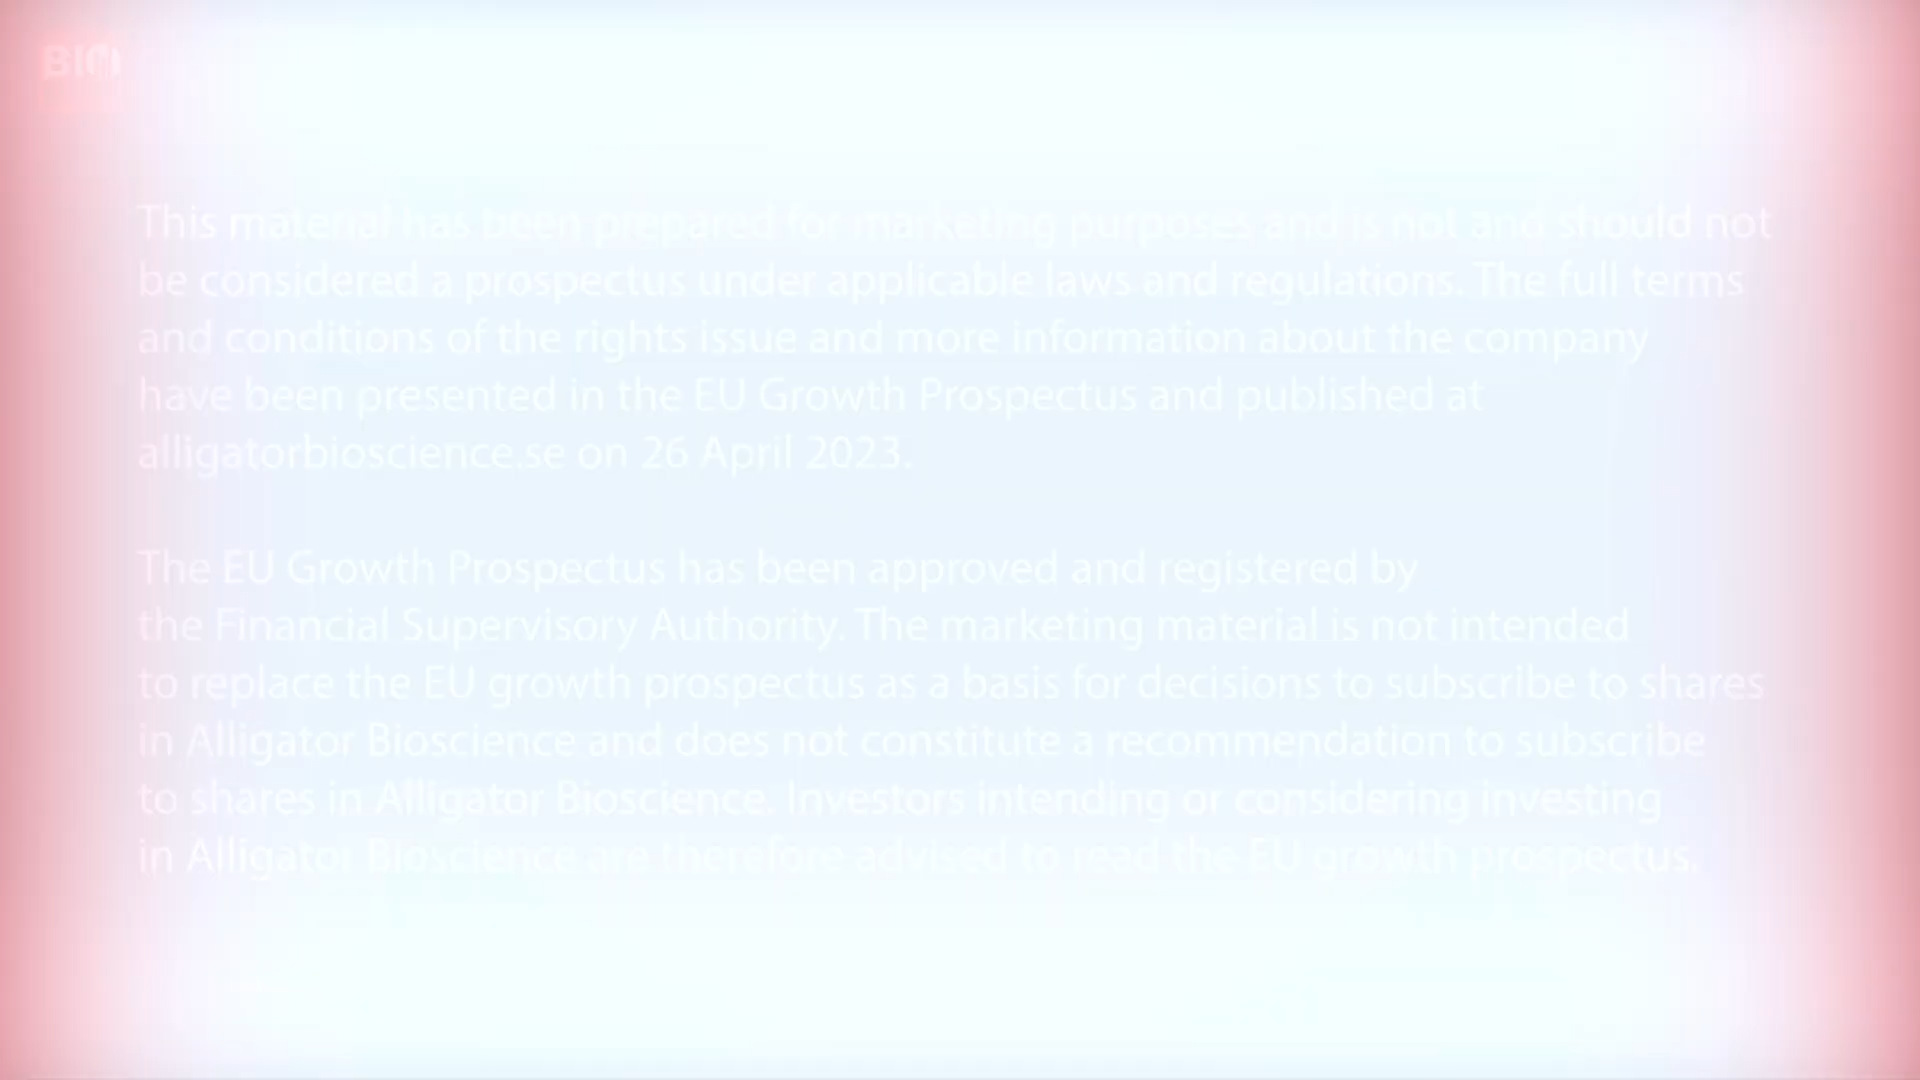 BIO
This material has been prepared for marketing purposes and is not and should not
be considered a prospectus under applicable laws and regulations. The full terms
and conditions of the rights issue and more information about the company
have been presented in the EU Growth Prospectus and published at
alligatorbioscience.se on 26 April 2023.
The EU Growth Prospectus has been approved and registered by
the Financial Supervisory Authority. The marketing material is not intended
to replace the EU growth prospectus as a basis for decisions to subscribe to shares
in Alligator Bioscience and does not constitute a recommendation to subscribe
to shares in Alligator Bioscience. Investors intending or considering investing
in Alligator Bioscience are therefore advised to read the EU growth prospectus.